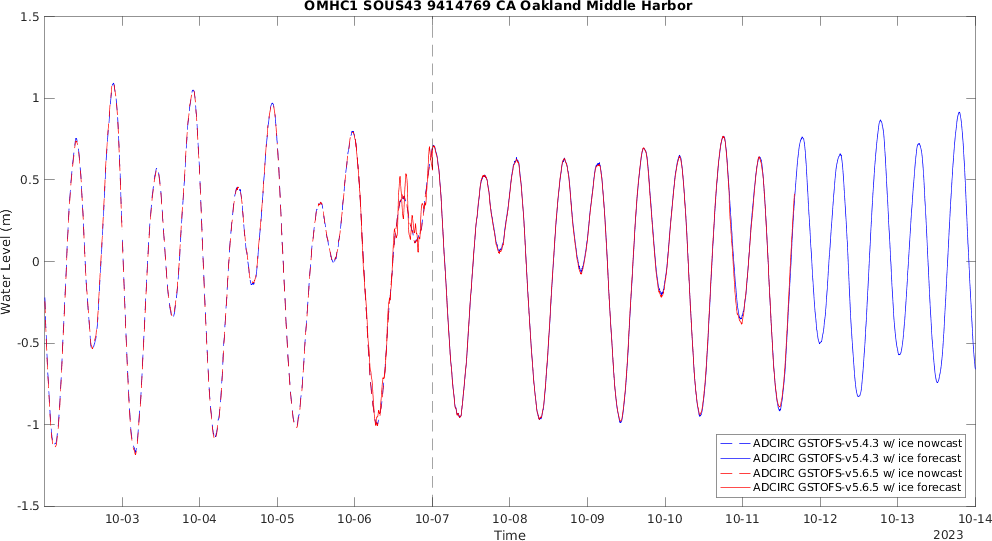 OMHC1 SOUS43 9414769 CA Oakland Middle Harbor
1.5
1
0.5
0
-0.5
-1
-1.5
Water Level (m)
ADCIRC GSTOFS-v5.4.3 w/ ice nowcast
ADCIRC GSTOFS-v5.4.3 w/ ice forecast
ADCIRC GSTOFS-v5.6.5 w/ ice nowcast
ADCIRC GSTOFS-v5.6.5 w/ ice forecast
10-03 10-04 10-05 10-06 10-07 10-08 10-09 10-10 10-11 10-12 10-13 10-14
Time
2023